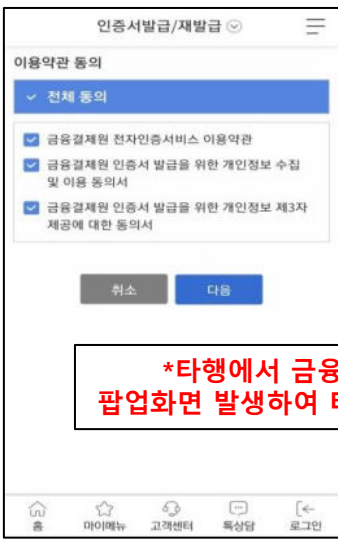 인증서발급/재발급
이용약관 동의
전체 동의
금융결제원 전자인증서비스 이용약관
금융결제원 인증서 발급을 위한 개인정보 수집
및 이용 동의서
금융결제원 인증서 발급을 위한 개인정보 제3자
제공에 대한 동의서
취소 다음
*타행에서 금융
팝업화면 발생하여
홈 마이메뉴 고객센터 톡상담 로그인